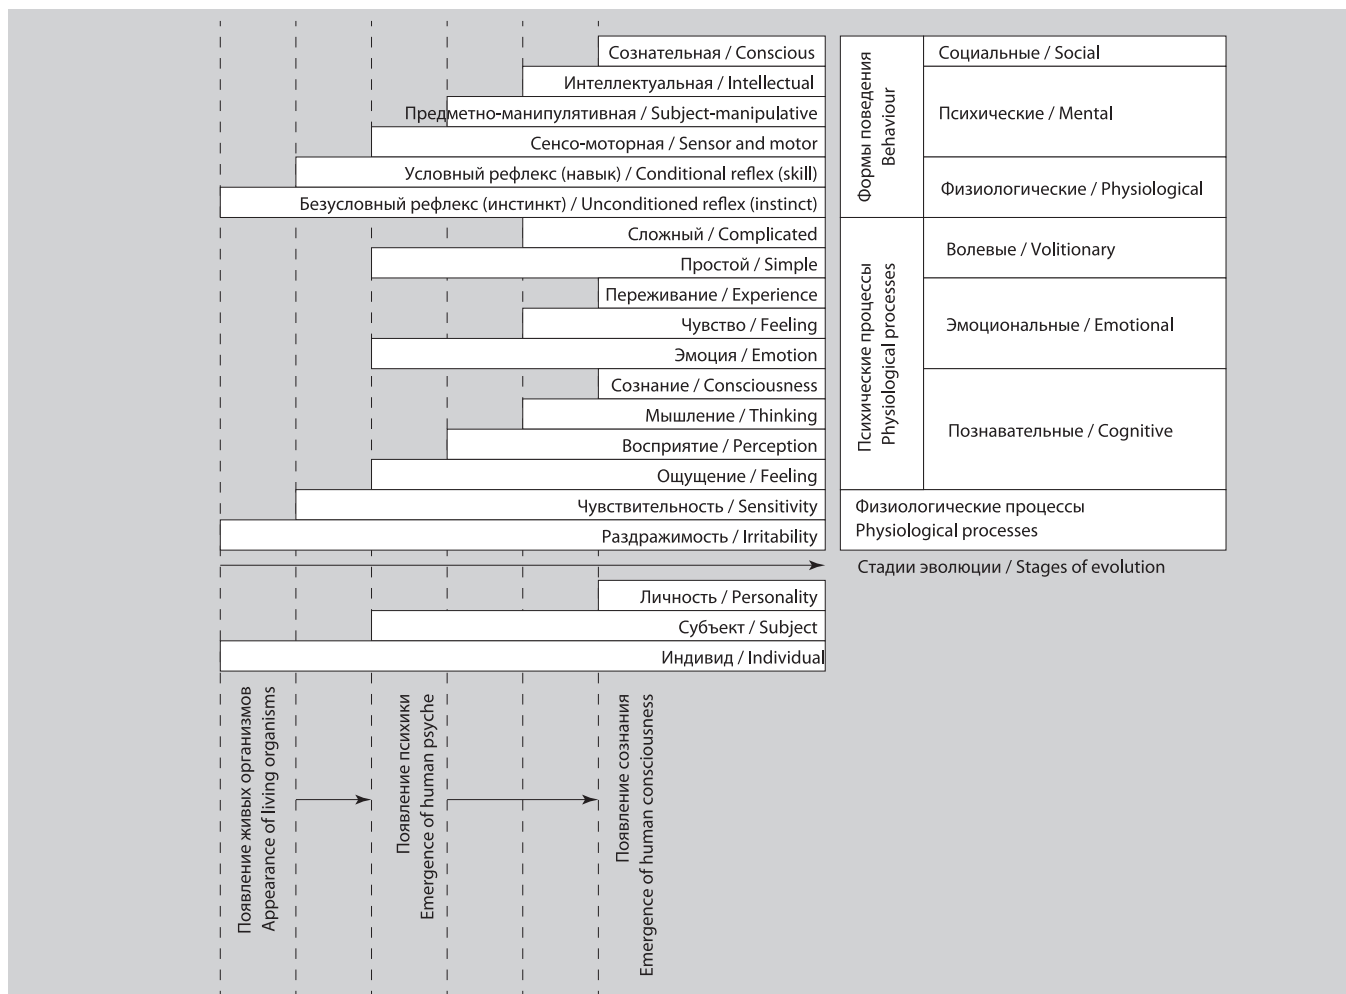 Сознательная / Conscious
Интеллектуальная / Intellectual
Предметно-манипулятивная / Subject-manipulative
Сенсо-моторная / Sensor and motor
Условный рефлекс (навык) / Conditional reflex (skill)
Безусловный рефлекс (инстинкт) / Unconditioned reflex (instinct)
Сложный / Complicated
Простой / Simple
Переживание / Experience
Чувство / Feeling
Эмоция / Emotion
Сознание / Consciousness
Мышление / Thinking
Восприятие / Perception
Ощущение / Feeling
Чувствительность / Sensitivity
Раздражимость / Irritability
Формы поведения
Behaviour
Социальные / Social
Психические / Mental
Физиологические / Physiological
Психические процессы
Physiological processes
Волевые / Volitionary
Эмоциональные / Emotional
Познавательные / Cognitive
Физиологические процессы
Physiological processes
Стадии эволюции / Stages of evolution
Личность / Personality
Субъект / Subject
Индивид / Individual
Появление живых организмов
Appearance of living organisms
Появление психики
Emergence of human psyche
Появление сознания
Emergence of human consciousness